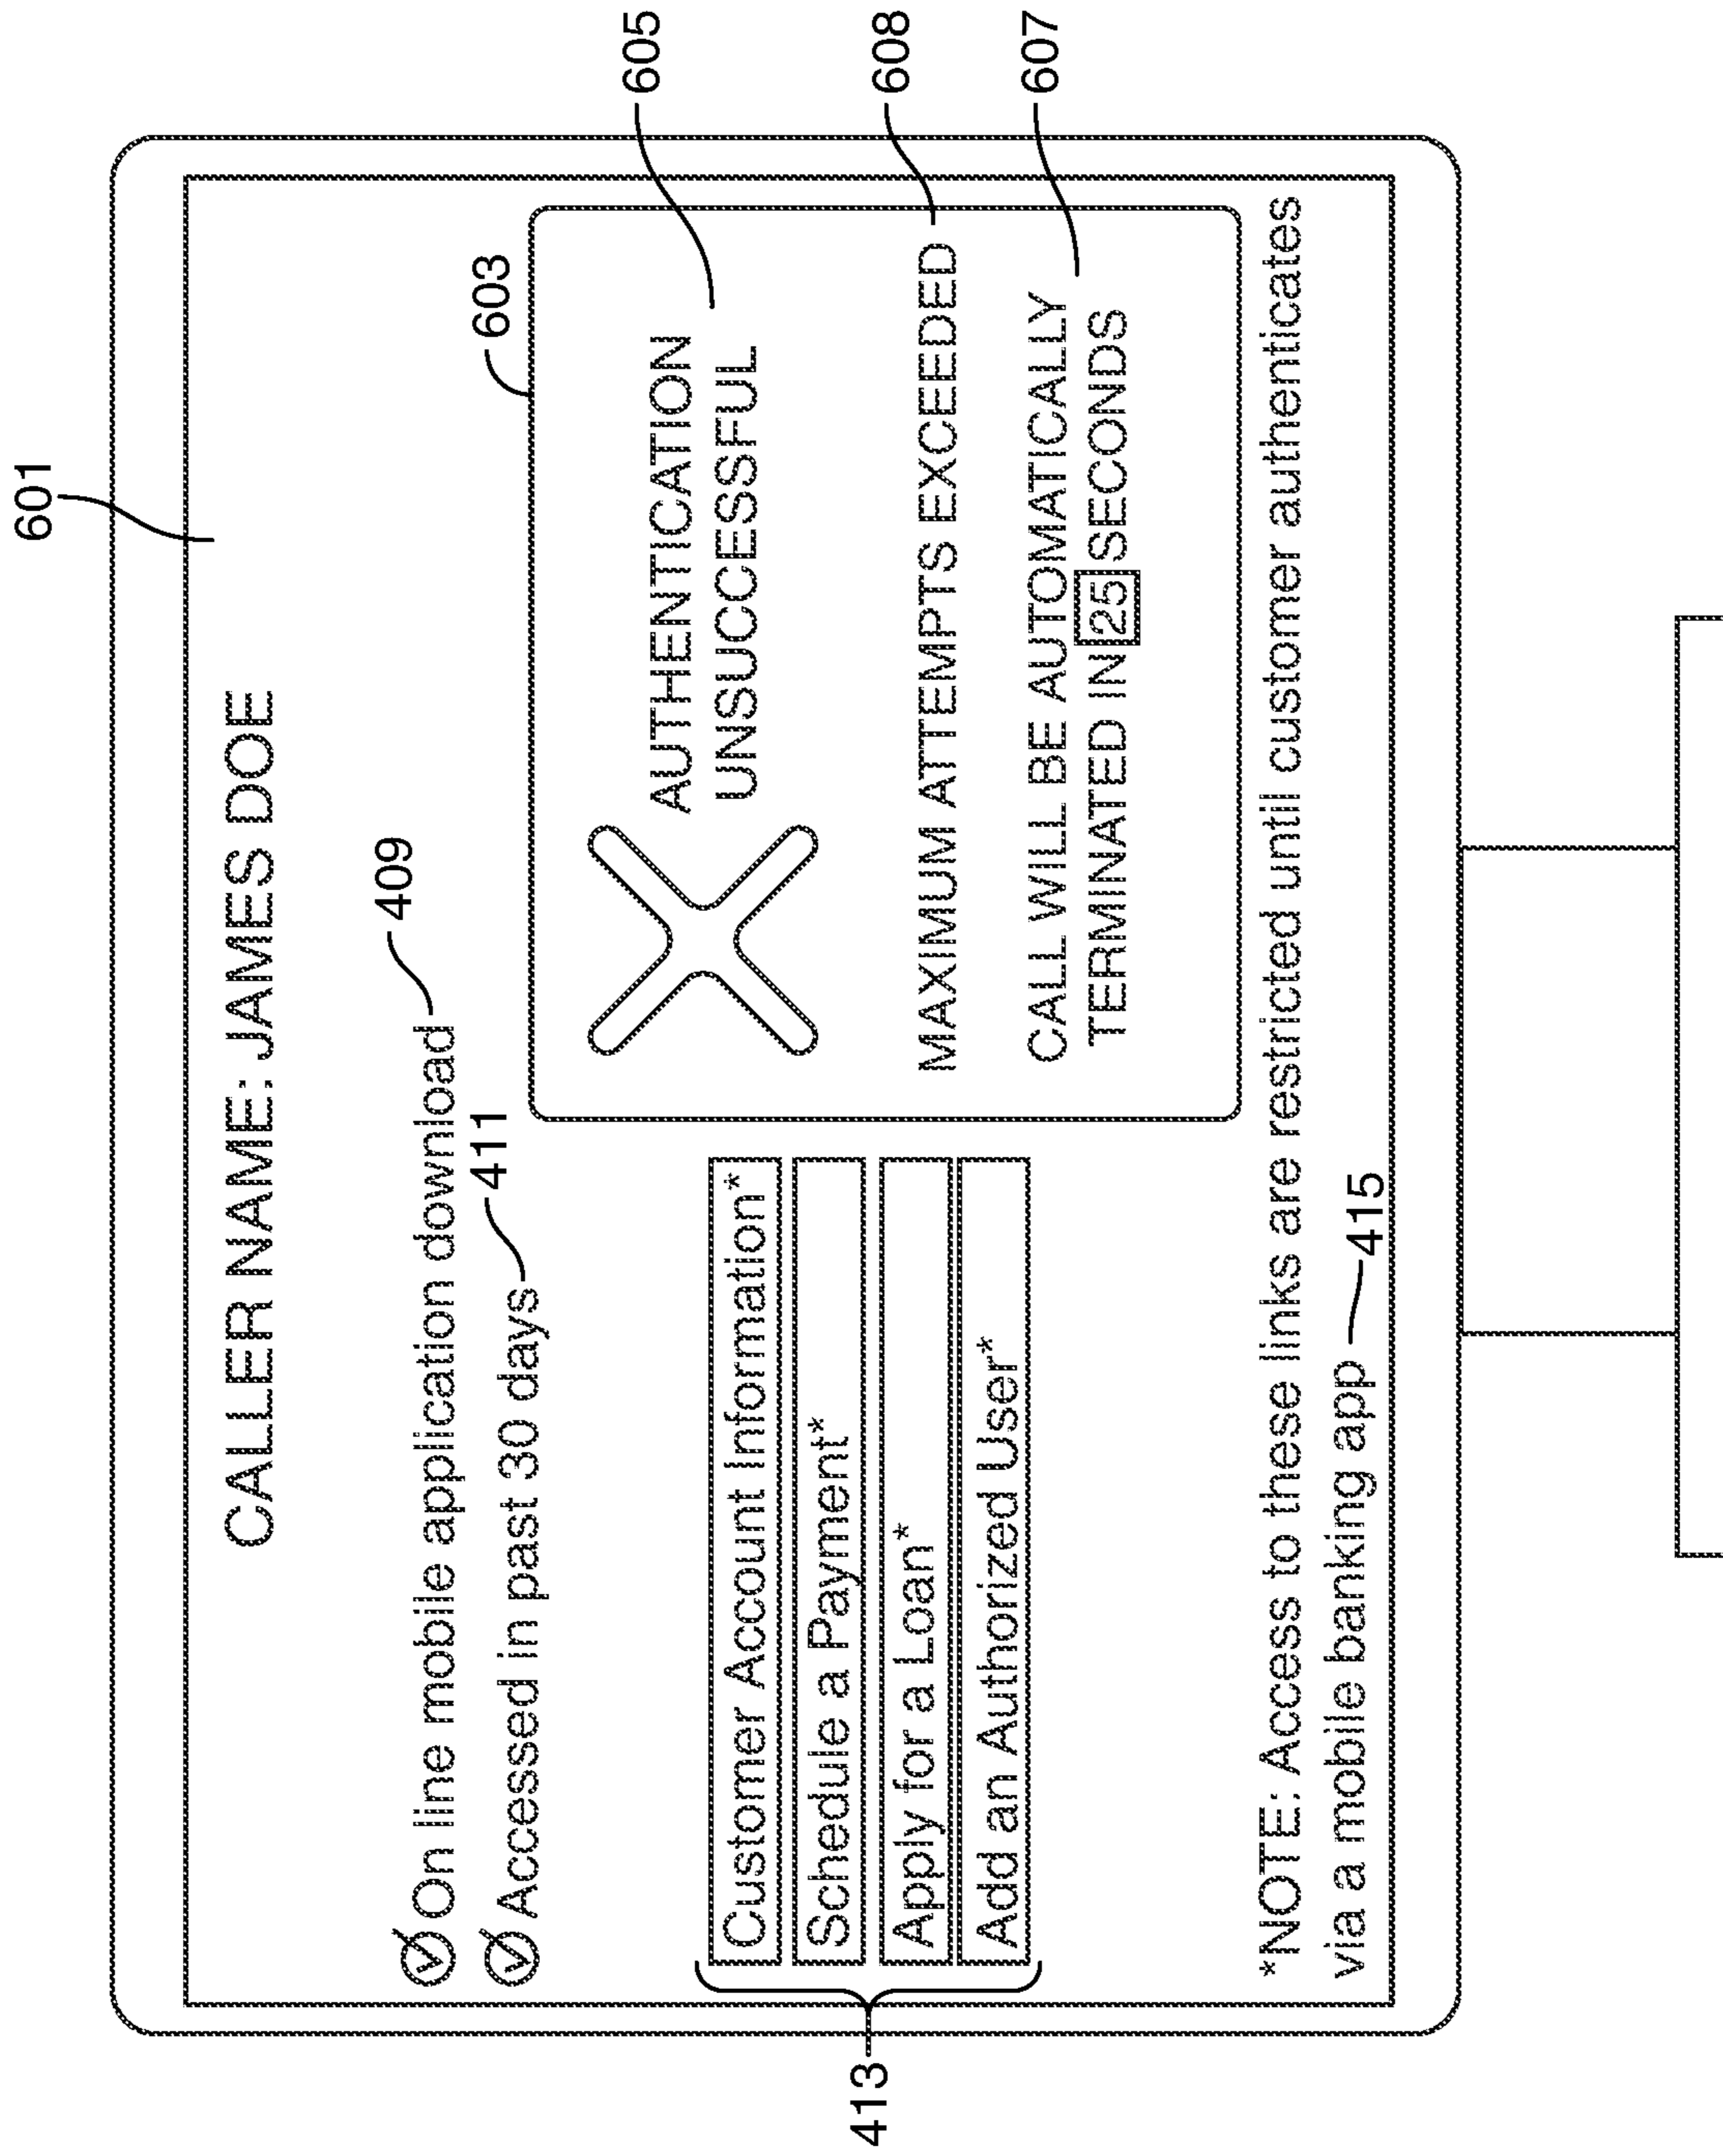 601
CALLER NAME: JAMES DOE
On line mobile application download 409
Accessed in past 30 days 411
413
Customer Account Information*
Schedule a Payment*
Apply for a Loan*
Add an Authorized User*
603
AUTHENTICATION
UNSUCCESSFUL
605
MAXIMUM ATTEMPTS EXCEEDED 608
CALL WILL BE AUTOMATICALLY
TERMINATED IN 25 SECONDS
607
*NOTE: Access to these links are restricted until customer authenticates
via a mobile banking app 415